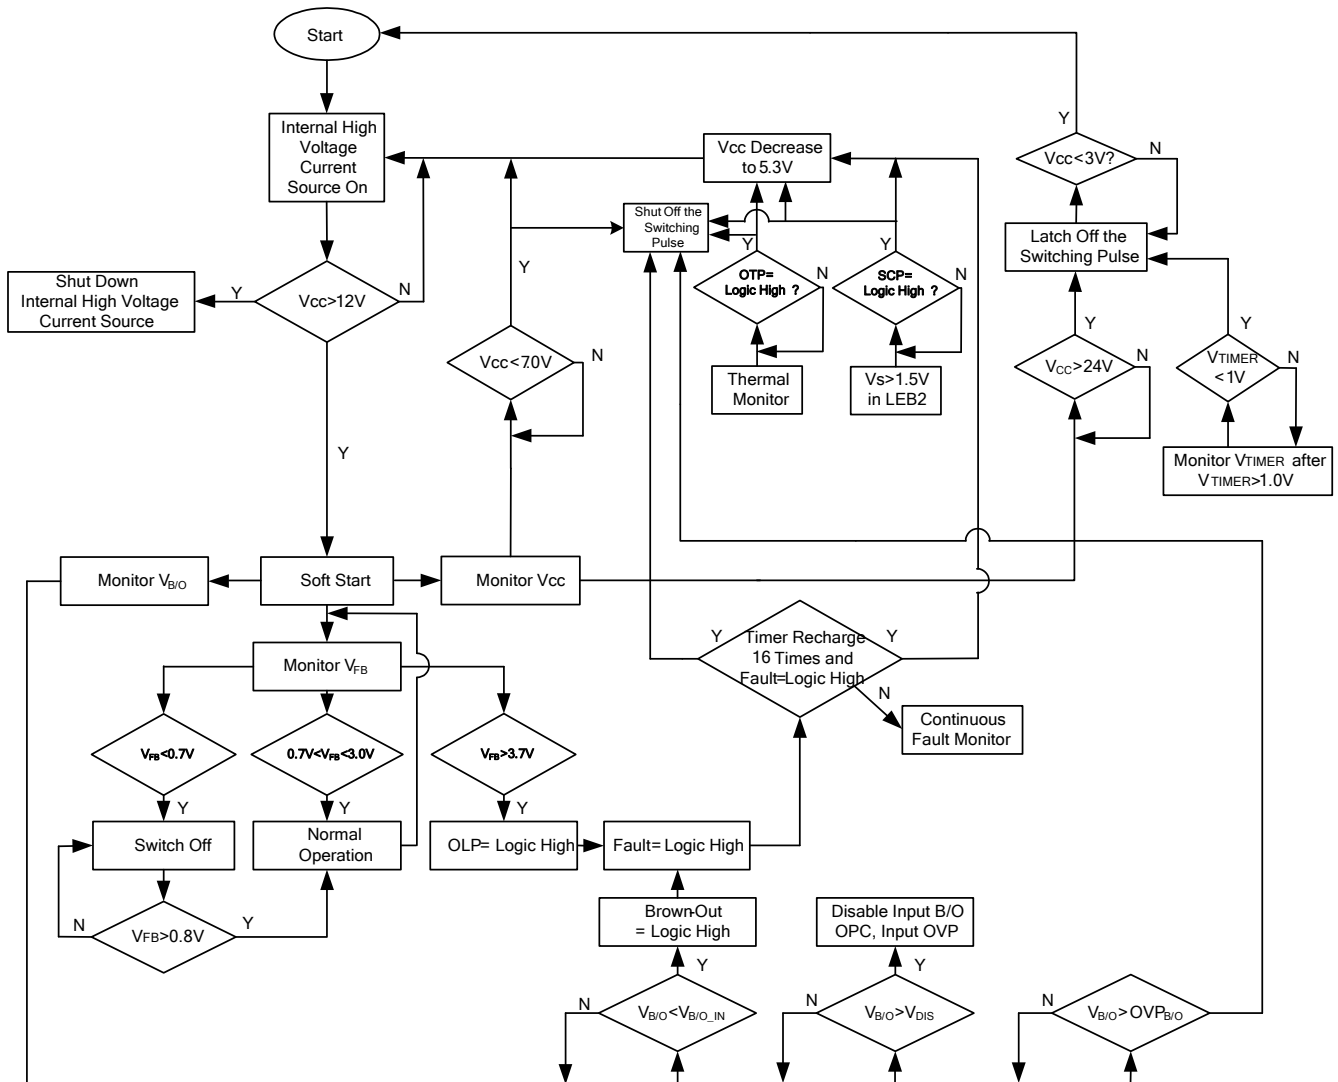 Start
Internal High
Voltage
Current
Source On
Vcc Decrease
to 5.3V
Y
Vcc<3V?
N
Shut Off the
Switching
Pulse
Latch Off the
Switching Pulse
Shut Down
Internal High Voltage
Current Source
Y
Vcc>12V
N
Y
Y
OTP=
Logic High ?
N
Y
SCP=
Logic High ?
N
Vcc<7.0V
N
Thermal
Monitor
Vs>1.5V
in LEB2
Y
VCC>24V
N
Y
VTIMER
<1V
N
Monitor VTIMER after
VTIMER>1.0V
Y
Monitor VB/O
Soft Start
Monitor Vcc
Monitor VFB
Y
Timer Recharge
16 Times and
Fault=Logic High
Y
N
Continuous
Fault Monitor
VFB<0.7V
0.7V<VFB<3.0V
VFB>3.7V
Y
Y
Y
Switch Off
Normal
Operation
OLP= Logic High
Fault= Logic High
N
VFB>0.8V
Y
Brown-Out
= Logic High
Disable Input B/O
OPC, Input OVP
Y
Y
N
VB/O<VB/O_IN
N
VB/O>VDIS
N
VB/O>OVPB/O